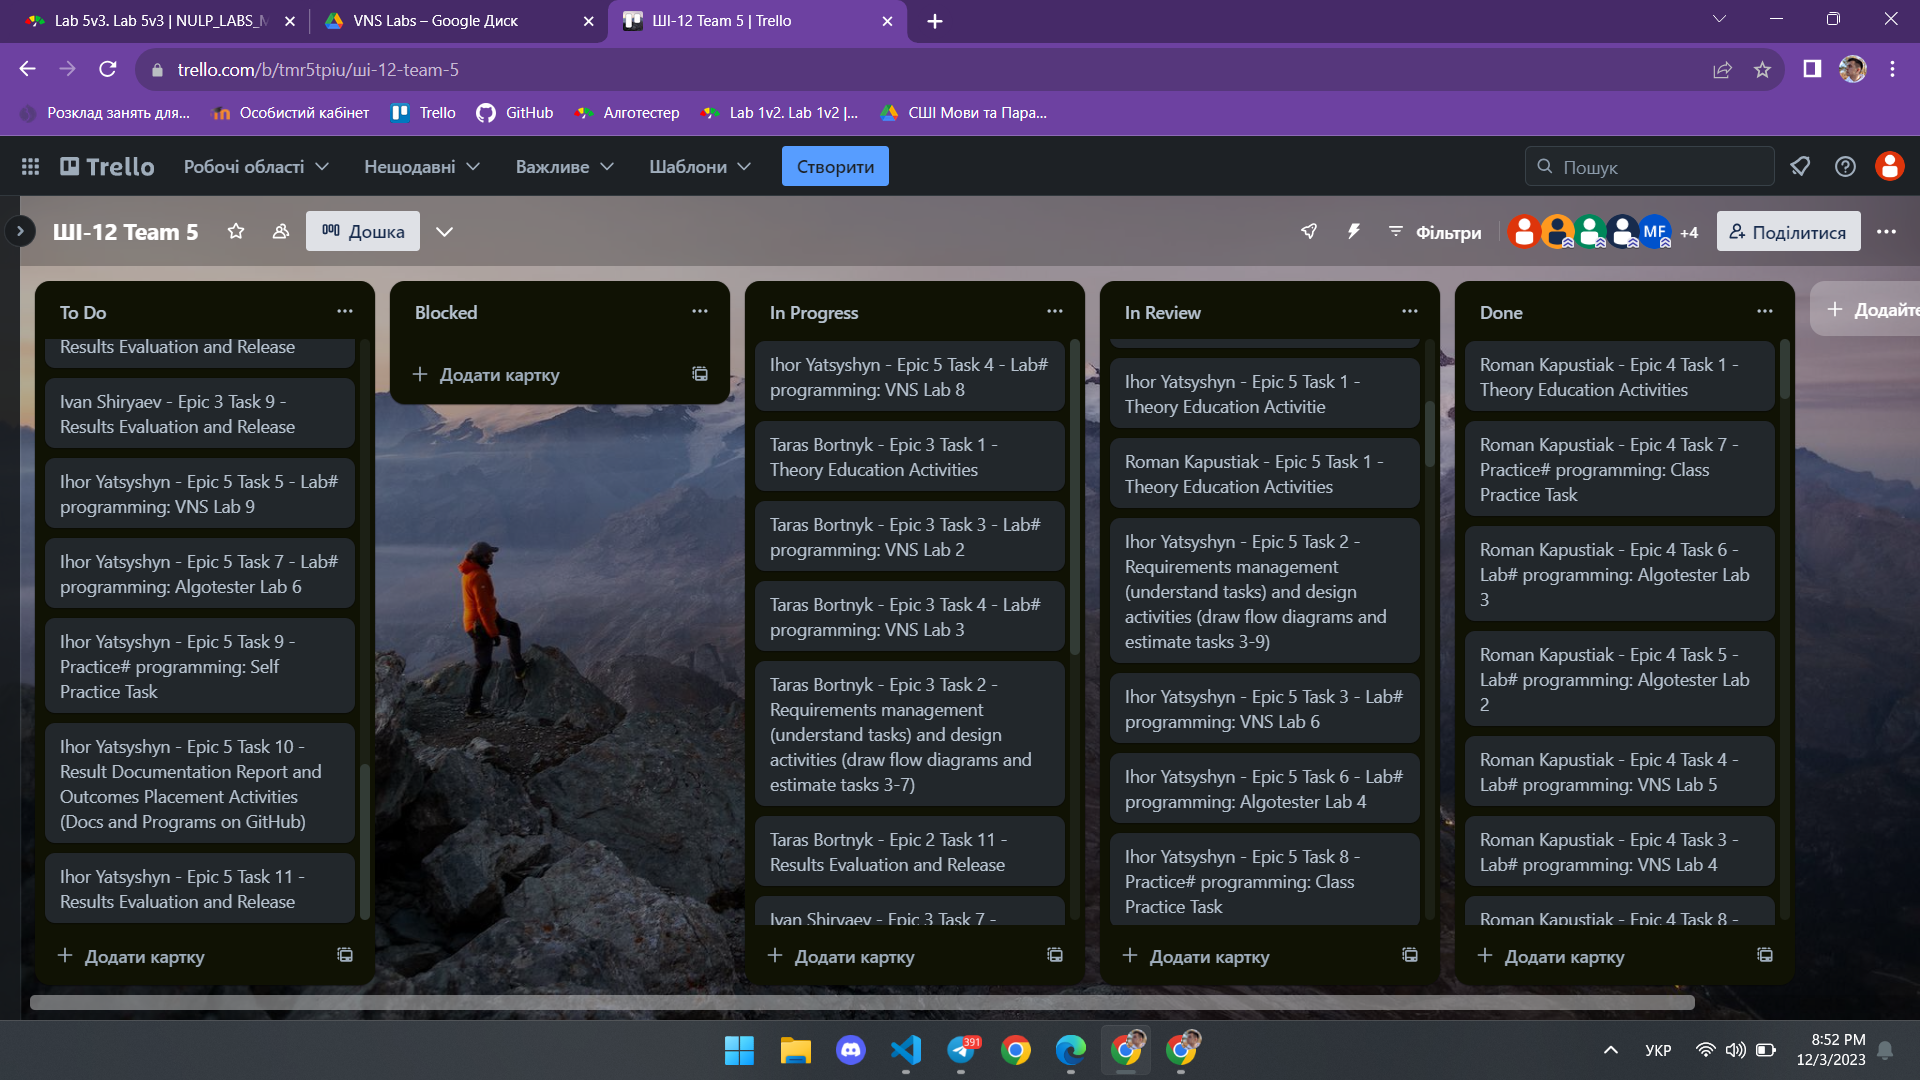 Lab 5v3. Lab 5v3 | NULP_LABS_M
VNS Labs – Google Диск
ШІ-12 Team 5 | Trello
trello.com/b/tmr5tpiu/ші-12-team-5
Розклад занять для...
Особистий кабінет
Trello
GitHub
Алготестер
Lab 1v2. Lab 1v2 |...
СШІ Мови та Пара...
Trello
Робочі області
Нещодавні
Важливе
Шаблони
Створити
Пошук
ШІ-12 Team 5
Дошка
Фільтри
MF
+4
Поділитися
To Do
Results Evaluation and Release
Ivan Shiryaev - Epic 3 Task 9 -
Results Evaluation and Release
Ihor Yatsyshyn - Epic 5 Task 5 - Lab#
programming: VNS Lab 9
Ihor Yatsyshyn - Epic 5 Task 7 - Lab#
programming: Algotester Lab 6
Ihor Yatsyshyn - Epic 5 Task 9 -
Practice# programming: Self
Practice Task
Ihor Yatsyshyn - Epic 5 Task 10 -
Result Documentation Report and
Outcomes Placement Activities
(Docs and Programs on GitHub)
Ihor Yatsyshyn - Epic 5 Task 11 -
Results Evaluation and Release
Додати картку
Blocked
Додати картку
In Progress
Ihor Yatsyshyn - Epic 5 Task 4 - Lab#
programming: VNS Lab 8
Taras Bortnyk - Epic 3 Task 1 -
Theory Education Activities
Taras Bortnyk - Epic 3 Task 3 - Lab#
programming: VNS Lab 2
Taras Bortnyk - Epic 3 Task 4 - Lab#
programming: VNS Lab 3
Taras Bortnyk - Epic 3 Task 2 -
Requirements management
(understand tasks) and design
activities (draw flow diagrams and
estimate tasks 3-7)
Taras Bortnyk - Epic 2 Task 11 -
Results Evaluation and Release
Ivan Shiryaev - Epic 3 Task 7 -
Додати картку
In Review
Ihor Yatsyshyn - Epic 5 Task 1 -
Theory Education Activitie
Roman Kapustiak - Epic 5 Task 1 -
Theory Education Activities
Ihor Yatsyshyn - Epic 5 Task 2 -
Requirements management
(understand tasks) and design
activities (draw flow diagrams and
estimate tasks 3-9)
Ihor Yatsyshyn - Epic 5 Task 3 - Lab#
programming: VNS Lab 6
Ihor Yatsyshyn - Epic 5 Task 6 - Lab#
programming: Algotester Lab 4
Ihor Yatsyshyn - Epic 5 Task 8 -
Practice# programming: Class
Practice Task
Додати картку
Done
Roman Kapustiak - Epic 4 Task 1 -
Theory Education Activities
Roman Kapustiak - Epic 4 Task 7 -
Practice# programming: Class
Practice Task
Roman Kapustiak - Epic 4 Task 6 -
Lab# programming: Algotester Lab
3
Roman Kapustiak - Epic 4 Task 5 -
Lab# programming: Algotester Lab
2
Roman Kapustiak - Epic 4 Task 4 -
Lab# programming: VNS Lab 5
Roman Kapustiak - Epic 4 Task 3 -
Lab# programming: VNS Lab 4
Roman Kapustiak - Epic 4 Task 8 -
Додати картку
Додайте
391
УКР
8:52 PM
12/3/2023